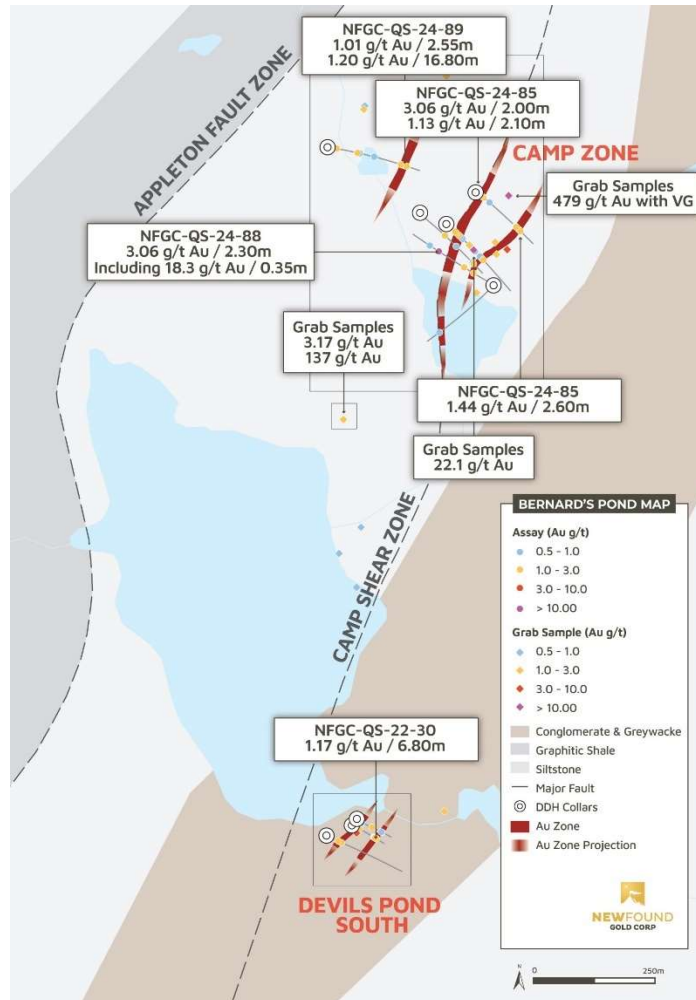 NFGC-QS-24-89
1.01 g/t Au / 2.55m
1.20 g/t Au / 16.80m
NFGC-QS-24-85
3.06 g/t Au / 2.00m
1.13 g/t Au / 2.10m
APPLETON FAULT ZONE
CAMP ZONE
Grab Samples
479 g/t Au with VG
NFGC-QS-24-88
3.06 g/t Au / 2.30m
Including 18.3 g/t Au / 0.35m
Grab Samples
3.17 g/t Au
137 g/t Au
NFGC-QS-24-85
1.44 g/t Au / 2.60m
Grab Samples
22.1 g/t Au
CAMP SHEAR ZONE
BERNARD'S POND MAP
Assay (Au g/t)
0.5 - 1.0
1.0 - 3.0
3.0 - 10.0
> 10.00
Grab Sample (Au g/t)
0.5 - 1.0
1.0 - 3.0
3.0 - 10.0
> 10.00
Conglomerate & Greywacke
Graphitic Shale
Siltstone
Major Fault
DDH Collars
Au Zone
Au Zone Projection
NEWFOUND
GOLD CORP
NFGC-QS-22-30
1.17 g/t Au / 6.80m
DEVILS POND
SOUTH
N
0 250m